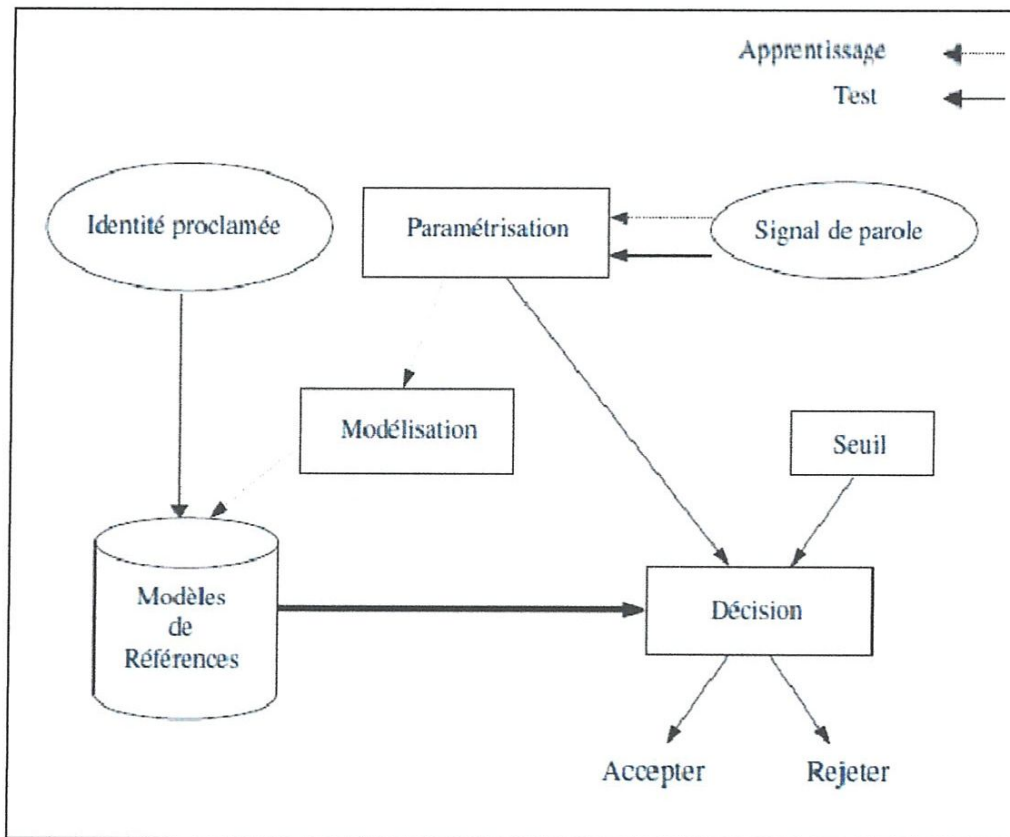 Apprentissage
Test
Identité proclamée
Paramétrisation
Signal de parole
Modélisation
Seuil
Modèles
de
Références
Décision
Accepter
Rejeter